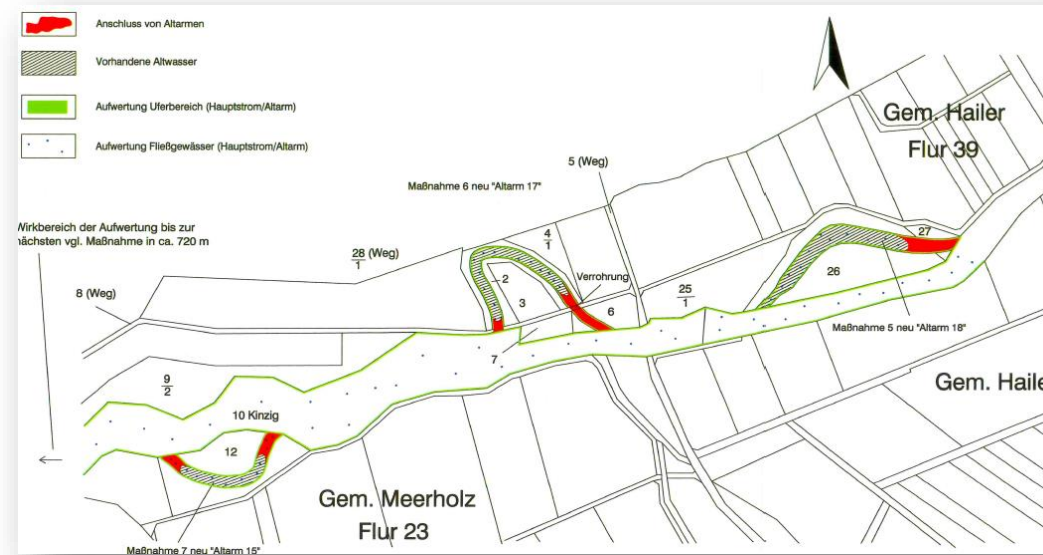 Anschluss von Altarmen
Vorhandene Altwasser
Aufwertung Uferbereich (Hauptstrom/Altarm)
Aufwertung Fließgewässer (Hauptstrom/Altarm)
Gem. Hailer
Flur 39
5 (Weg)
Maßnahme 6 neu "Altarm 17"
Wirkbereich der Aufwertung bis zur
nächsten vgl. Maßnahme in ca. 720 m
28
1 (Weg)
4
1
27
8 (Weg)
2
Verrohrung
26
3
25
1
6
Maßnahme 5 neu "Altarm 18"
7
9
2
Gem. Haile
10 Kinzig
12
Gem. Meerholz
Flur 23
Maßnahme 7 neu "Altarm 15"